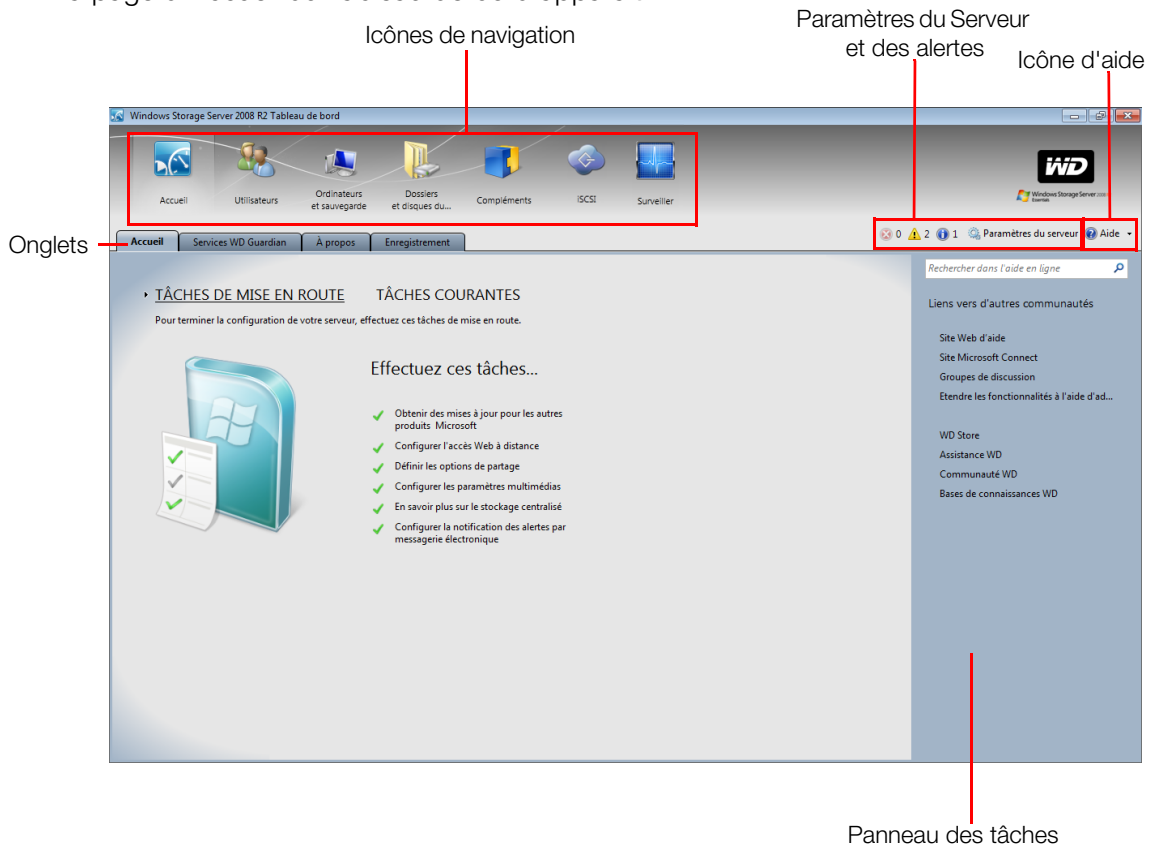 Icônes de navigation
Paramètres du Serveur
et des alertes
Icône d'aide
Windows Storage Server 2008 R2 Tableau de bord
Accueil
Utilisateurs
Ordinateurs
et sauvegarde
Dossiers
et disques du...
Compléments
iSCSI
Surveiller
WD
Windows Storage Server 2008
Essentials
Onglets
Accueil
Services WD Guardian
À propos
Enregistrement
0
2
1
Paramètres du serveur
Aide
Rechercher dans l'aide en ligne
TÂCHES DE MISE EN ROUTE
TÂCHES COURANTES
Pour terminer la configuration de votre serveur, effectuez ces tâches de mise en route.
Effectuez ces tâches...
Obtenir des mises à jour pour les autres
produits Microsoft
Configurer l'accès Web à distance
Définir les options de partage
Configurer les paramètres multimédias
En savoir plus sur le stockage centralisé
Configurer la notification des alertes par
messagerie électronique
Liens vers d'autres communautés
Site Web d'aide
Site Microsoft Connect
Groupes de discussion
Etendre les fonctionnalités à l'aide d'ad...
WD Store
Assistance WD
Communauté WD
Bases de connaissances WD
Panneau des tâches